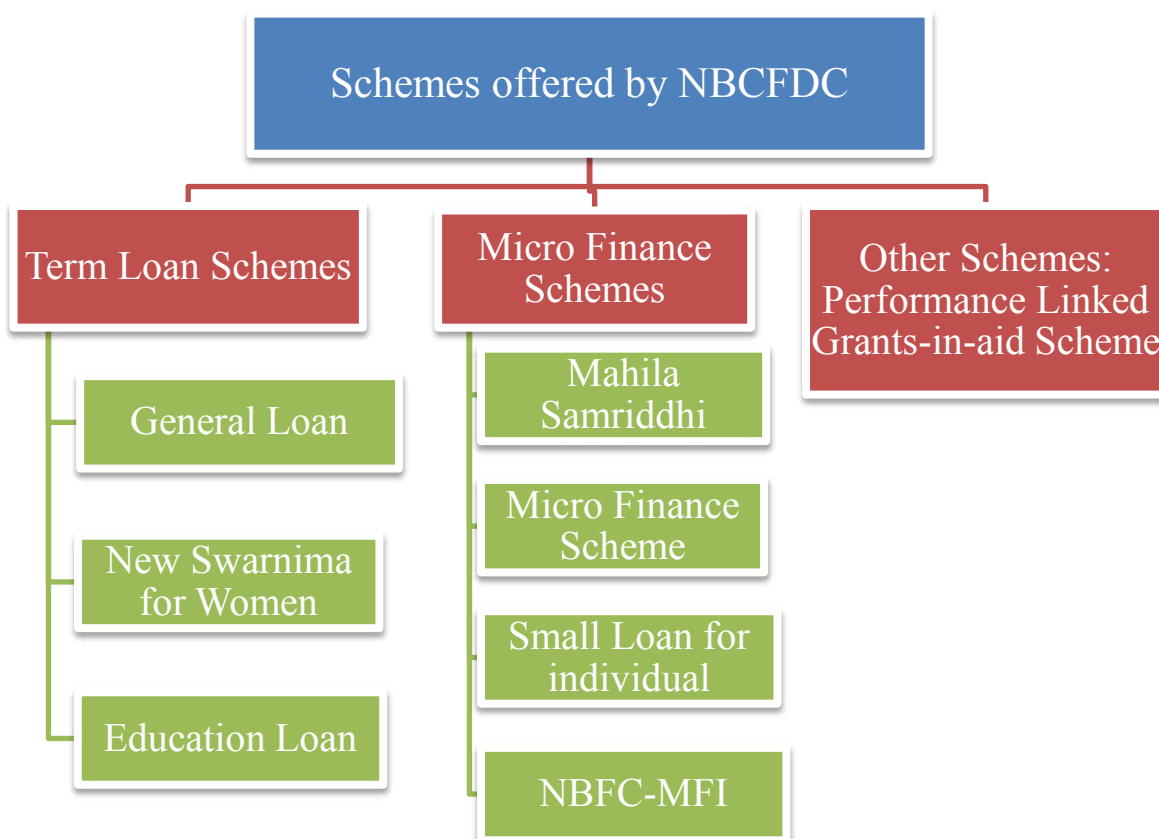 Schemes offered by NBCFDC
Term Loan Schemes
General Loan
New Swarnima
for Women
Education Loan
Micro Finance
Schemes
Mahila
Samriddhi
Micro Finance
Scheme
Small Loan for
individual
NBFC-MFI
Other Schemes:
Performance Linked
Grants-in-aid Scheme